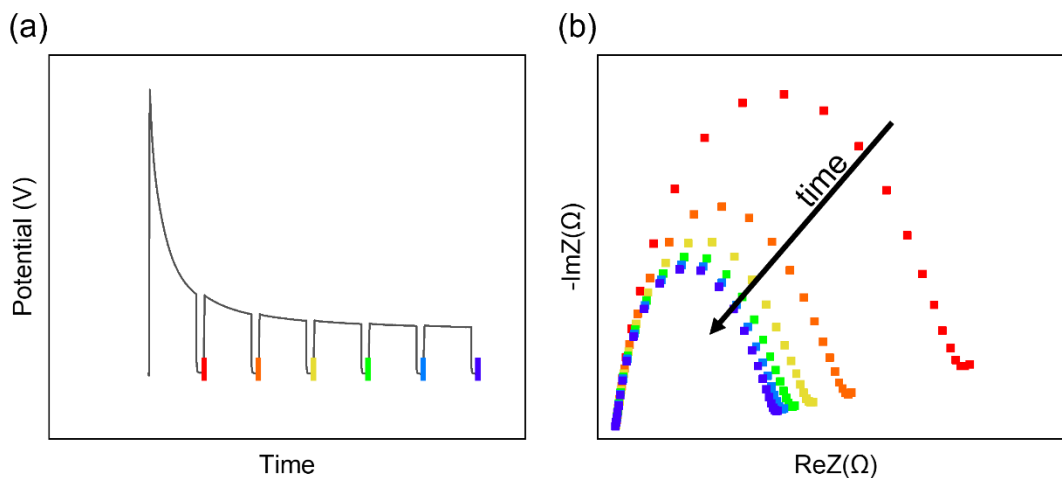 (a)
Potential (V)
Time
(b)
-ImZ(Ω)
time
ReZ(Ω)